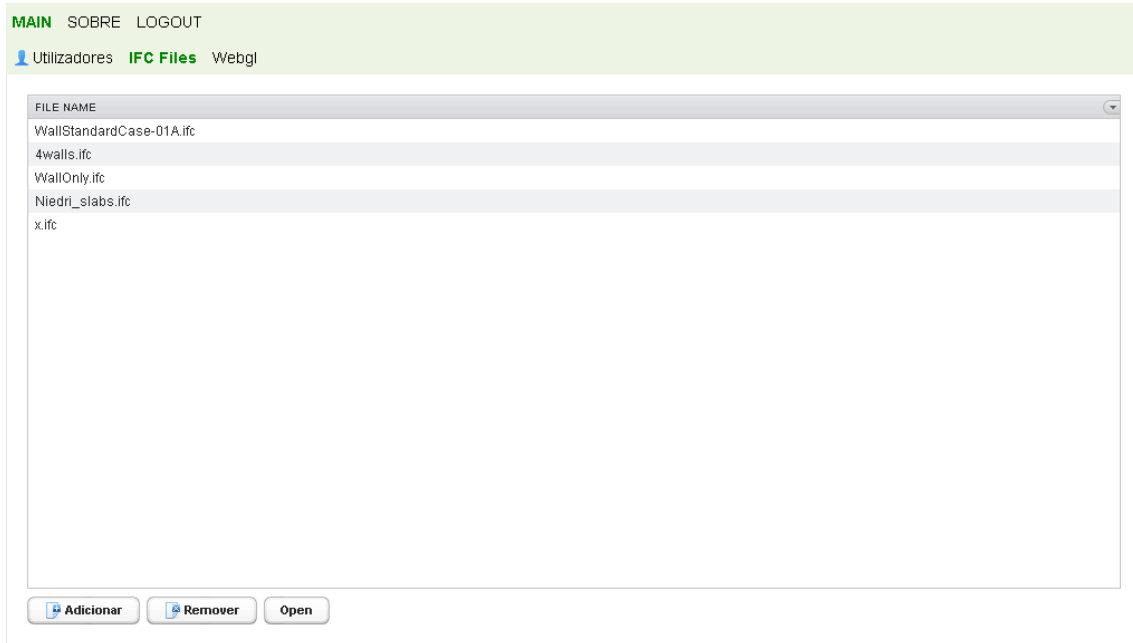 MAIN SOBRE LOGOUT
Utilizadores IFC Files Webgl
FILE NAME
WallStandardCase-01A.ifc
4walls.ifc
WallOnly.ifc
Niedri_slabs.ifc
x.ifc
Adicionar Remover Open